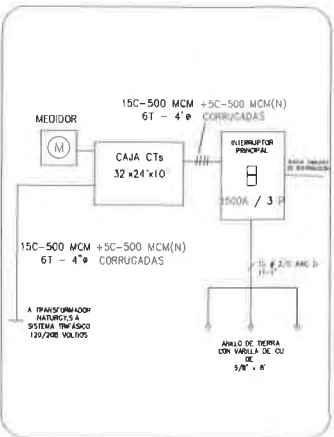 15C-500 MCM +5C-500 MCM(N)
6T - 4"ø CORRUGADAS
MEDIDOR
M
CAJA CTs
32"x24"x10
INTERRUPTOR
PRINCIPAL
1500A / 3 P
15C-500 MCM +5C-500 MCM(N)
6T - 4"ø CORRUGADAS
A TRANSFORMADOR
NATURGY,S.A
SISTEMA TRIFÁSICO
120/208 VOLTIOS
ANILLO DE TIERRA
CON VARILLA DE CU
DE
5/8" x 8'